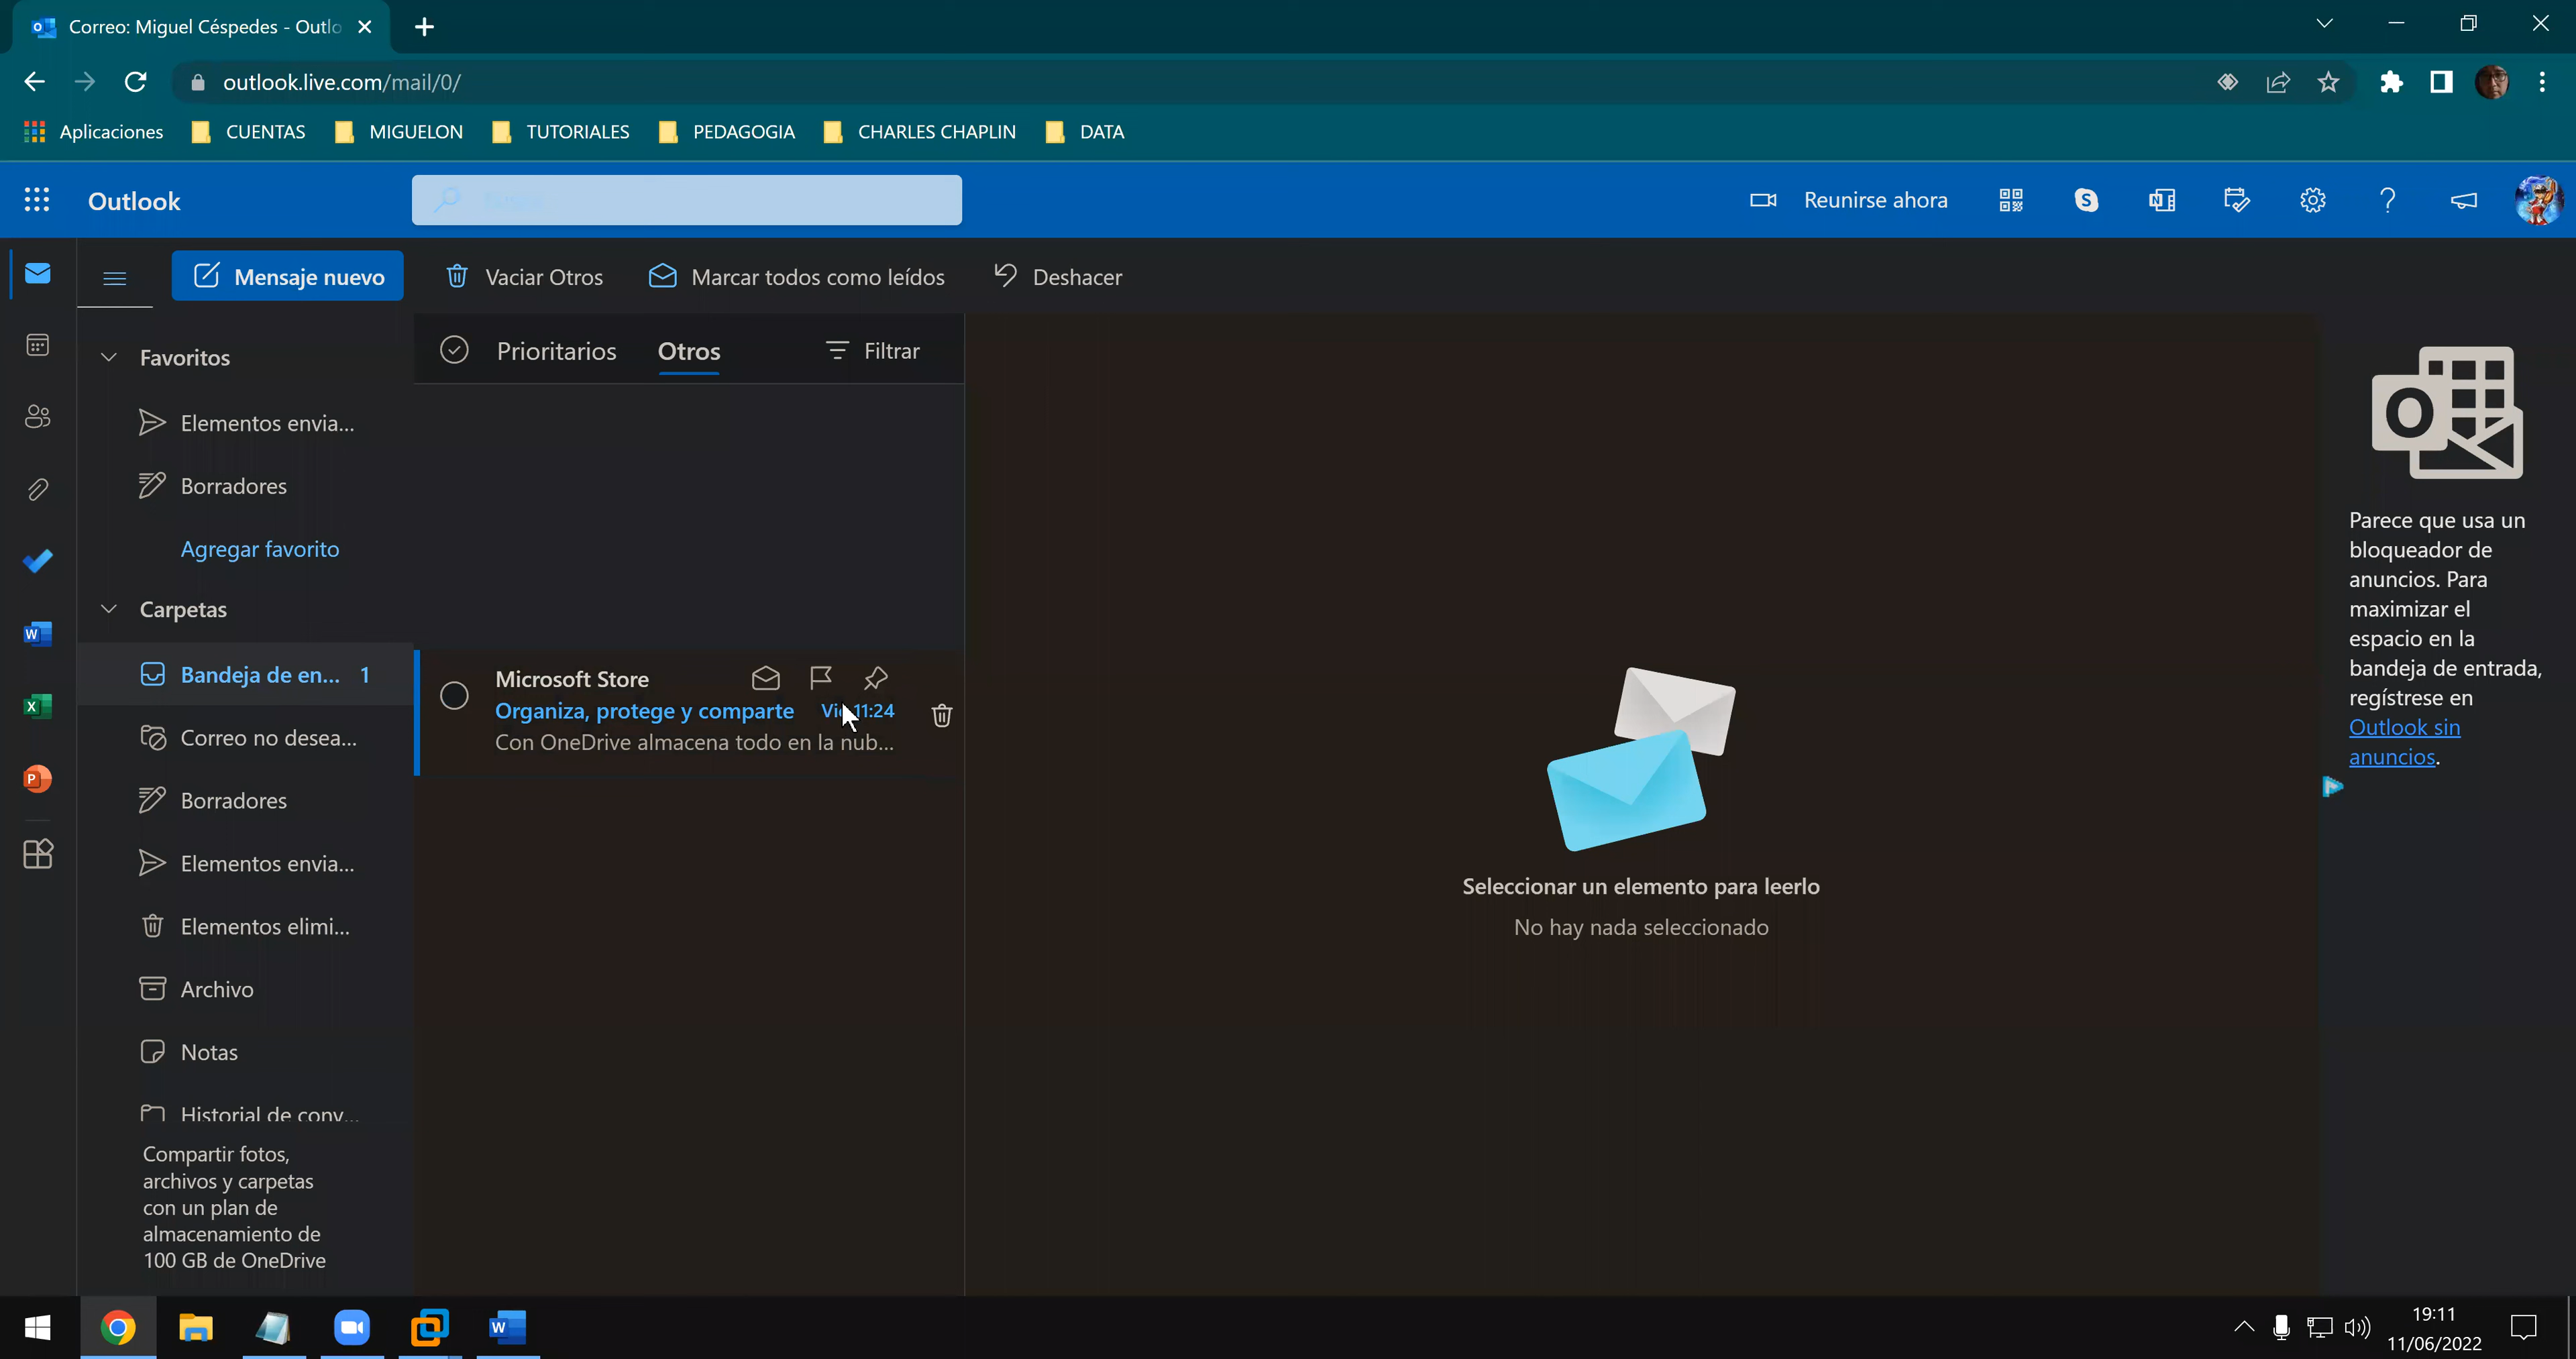 Correo: Miguel Céspedes - Outlo
outlook.live.com/mail/0/
Aplicaciones CUENTAS MIGUELON TUTORIALES PEDAGOGIA CHARLES CHAPLIN DATA
Outlook
Reunirse ahora
Mensaje nuevo Vaciar Otros Marcar todos como leídos Deshacer
Favoritos
Elementos envia...
Borradores
Agregar favorito
Carpetas
Bandeja de en... 1
Correo no desea...
Borradores
Elementos envia...
Elementos elimi...
Archivo
Notas
Historial de conv...
Compartir fotos,
archivos y carpetas
con un plan de
almacenamiento de
100 GB de OneDrive
Prioritarios Otros Filtrar
Microsoft Store
Organiza, protege y comparte 11:24
Con OneDrive almacena todo en la nub...
Seleccionar un elemento para leerlo
No hay nada seleccionado
Parece que usa un
bloqueador de
anuncios. Para
maximizar el
espacio en la
bandeja de entrada,
regístrese en
Outlook sin
anuncios.
19:11
11/06/2022